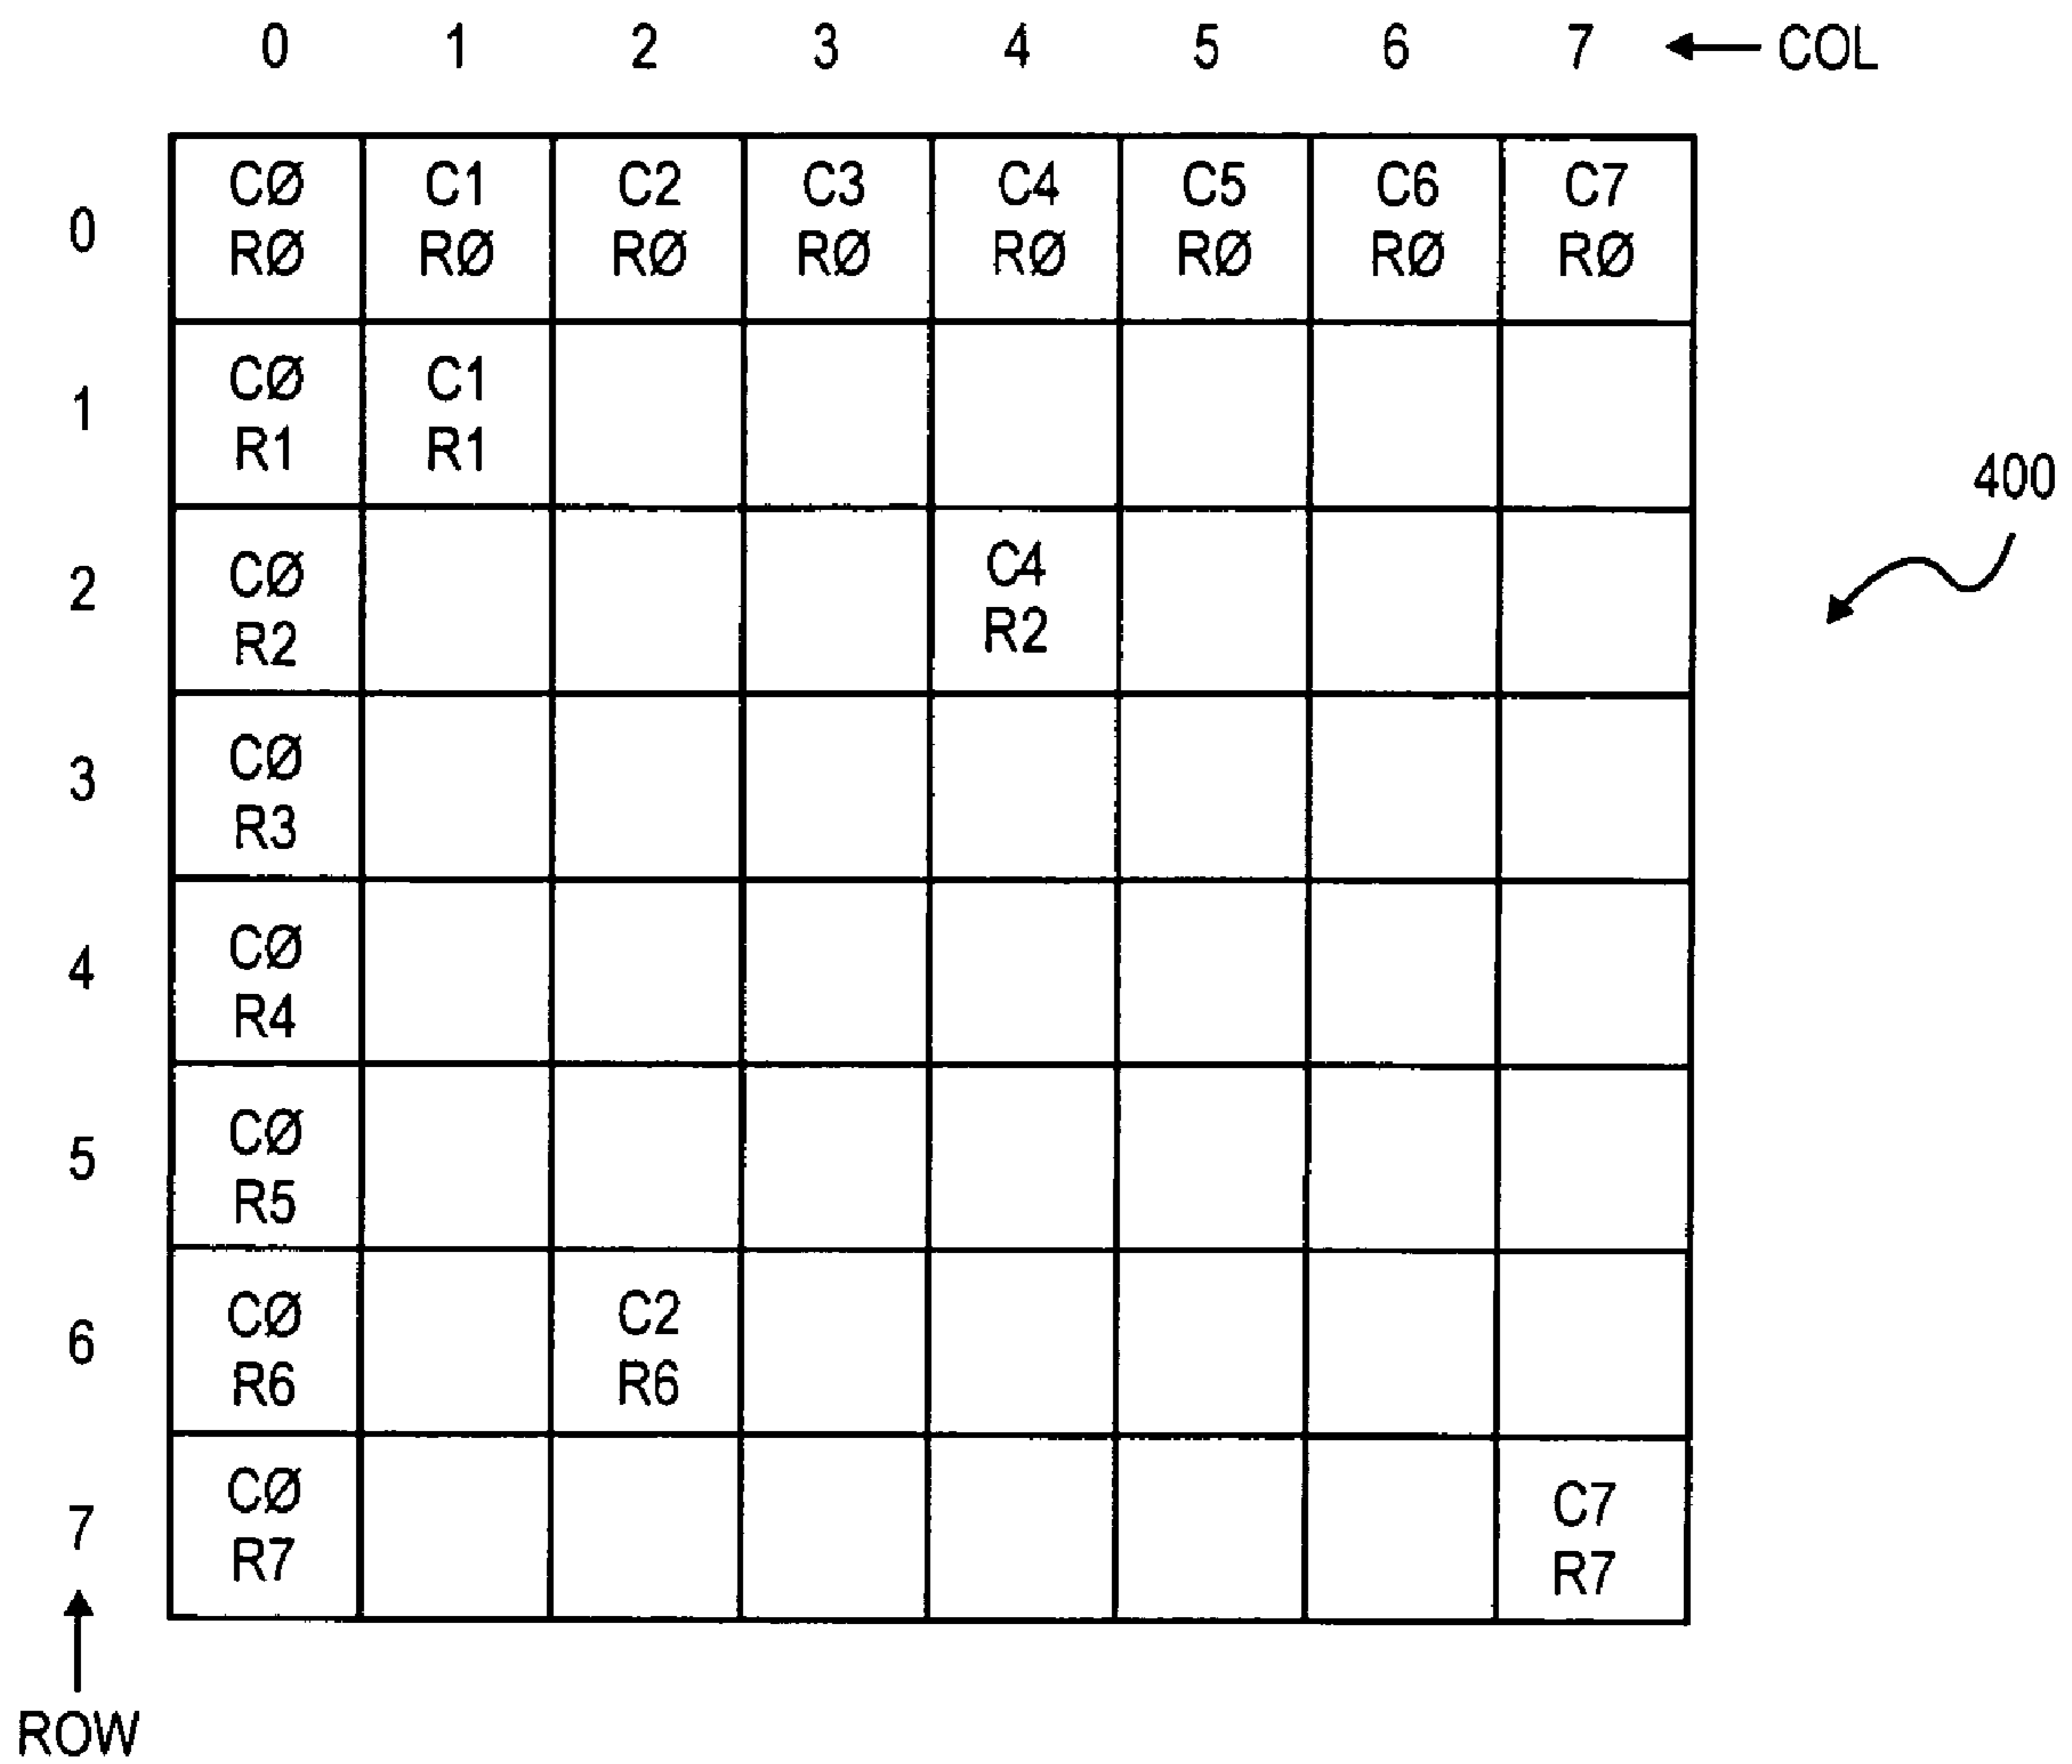 0 1 2 3 4 5 6 7 COL
CØ C1 C2 C3 C4 C5 C6 C7
0
RØ RØ RØ RØ RØ RØ RØ RØ
CØ C1
1
R1 R1
400
CØ C4
2
R2 R2
CØ
3
R3
CØ
4
R4
CØ
5
R5
CØ C2
6
R6 R6
CØ C7
7
R7 R7
ROW